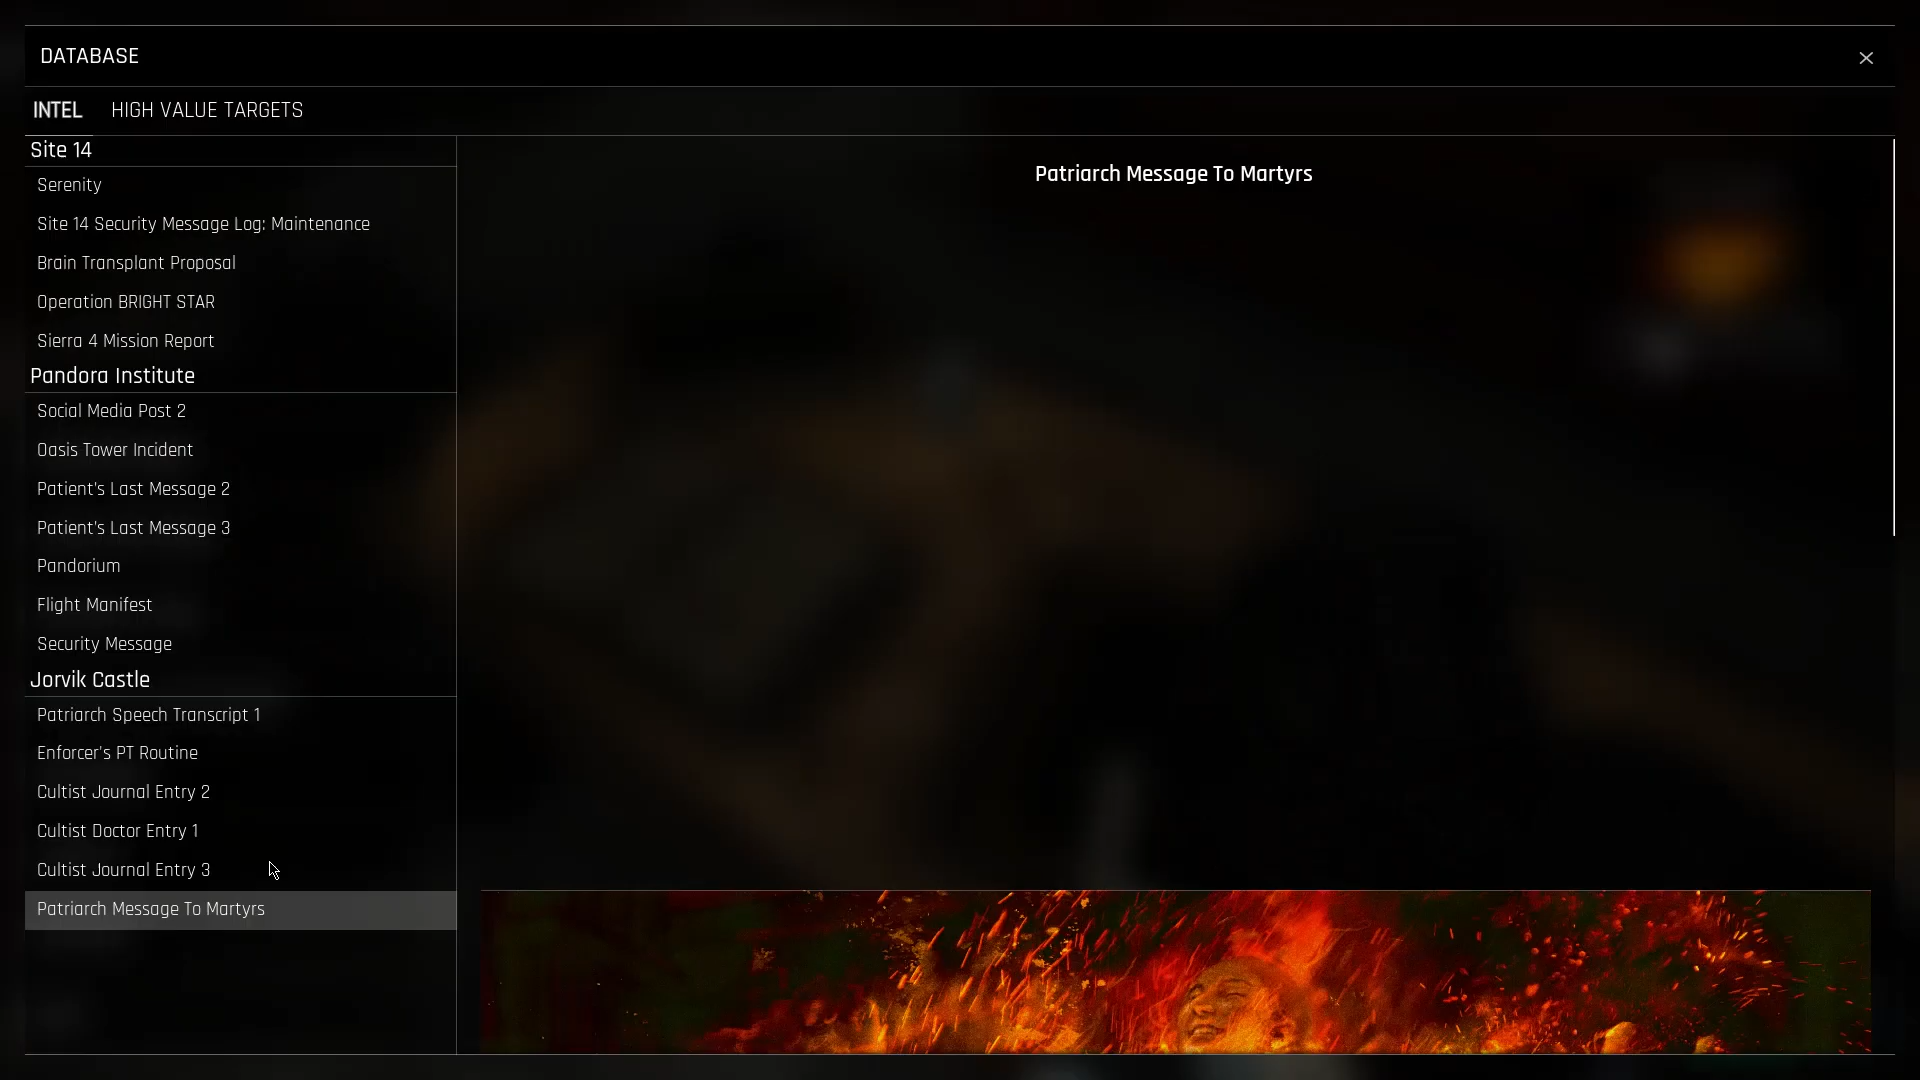 DATABASE
INTEL
HIGH VALUE TARGETS
Site 14
Serenity
Site 14 Security Message Log: Maintenance
Brain Transplant Proposal
Operation BRIGHT STAR
Sierra 4 Mission Report
Pandora Institute
Social Media Post 2
Oasis Tower Incident
Patient's Last Message 2
Patient's Last Message 3
Pandorium
Flight Manifest
Security Message
Jorvik Castle
Patriarch Speech Transcript 1
Enforcer's PT Routine
Cultist Journal Entry 2
Cultist Doctor Entry 1
Cultist Journal Entry 3
Patriarch Message To Martyrs
Patriarch Message To Martyrs